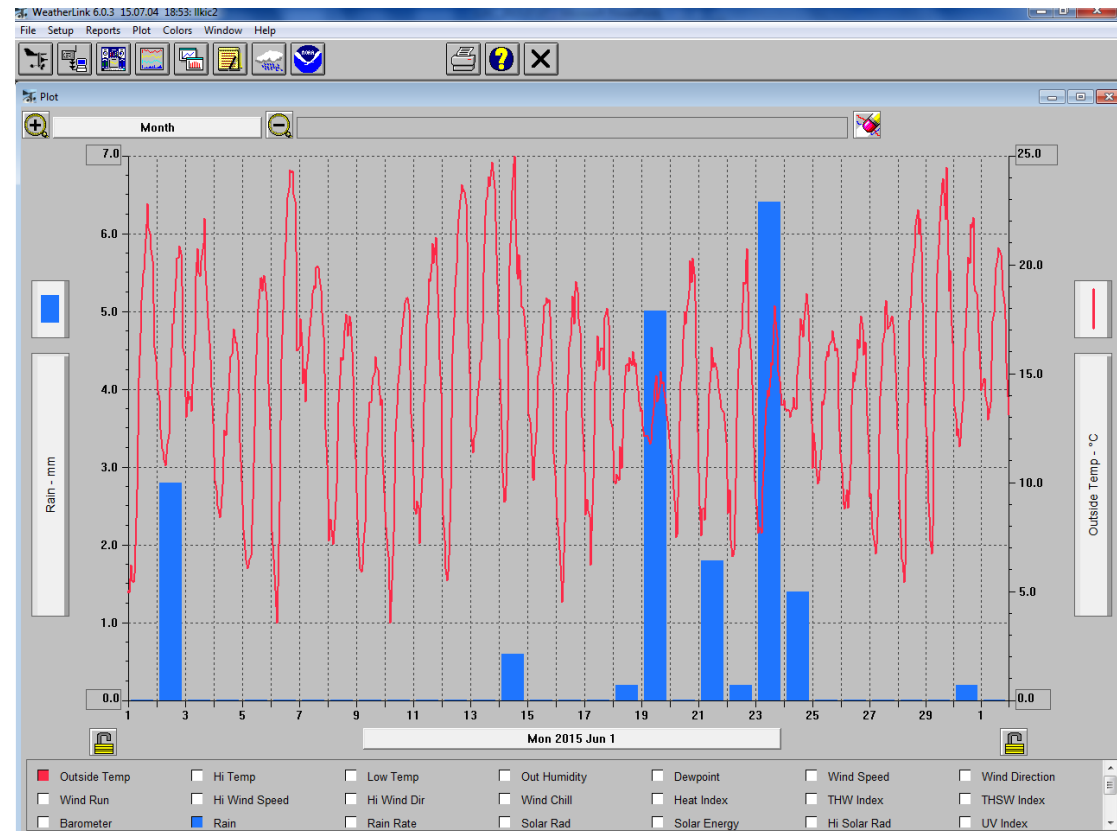 WeatherLink 6.0.3 15.07.04 18:53: Ilkic2
File Setup Reports Plot Colors Window Help
NOAA
Plot
Month
7.0
6.0
5.0
4.0
3.0
2.0
1.0
0.0
Rain - mm
25.0
20.0
15.0
10.0
5.0
0.0
Outside Temp - °C
1 3 5 7 9 11 13 15 17 19 21 23 25 27 29 1
Mon 2015 Jun 1
Outside Temp Hi Temp Low Temp Out Humidity Dewpoint Wind Speed Wind Direction
Wind Run Hi Wind Speed Hi Wind Dir Wind Chill Heat Index THW Index THSW Index
Barometer Rain Rain Rate Solar Rad Solar Energy Hi Solar Rad UV Index